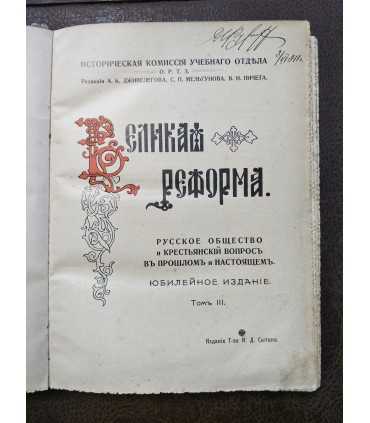 ИСТОРИЧЕСКАЯ КОМИССІЯ УЧЕБНАГО ОТДѢЛА
О. Р. Т. З.
Редакція А. К. ДЖИВЕЛЕГОВА, С. П. МЕЛЬГУНОВА, В. И. ПИЧЕТА.
ВЕЛИКАЯ
РЕФОРМА.
РУССКОЕ ОБЩЕСТВО
и КРЕСТЬЯНСКІЙ ВОПРОСЪ
ВЪ ПРОШЛОМЪ и НАСТОЯЩЕМЪ.
ЮБИЛЕЙНОЕ ИЗДАНІЕ.
Томъ III.
Изданіе Т-ва И. Д. Сытина.